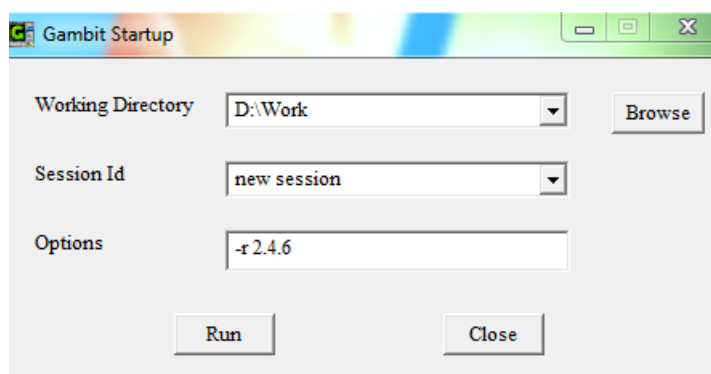 Gambit Startup
Working Directory D:\Work Browse
Session Id new session
Options -r 2.4.6
Run Close